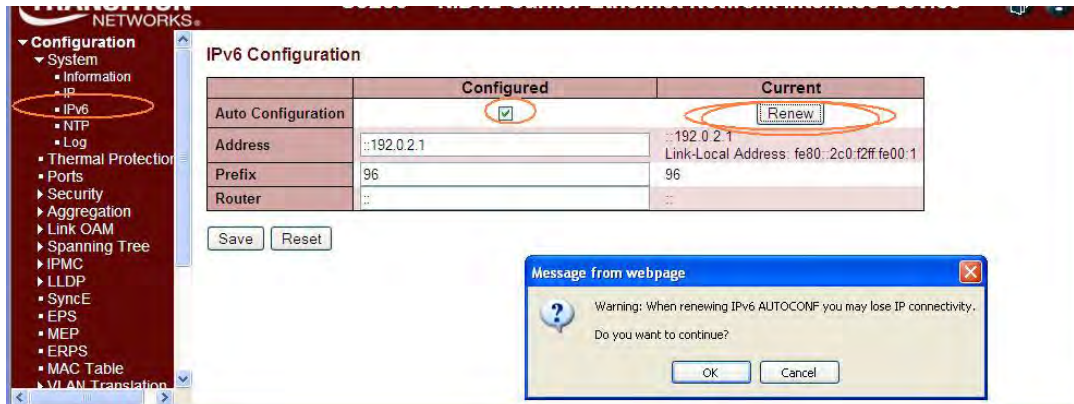 TRANSITION
NETWORKS®
Configuration
System
Information
IP
IPv6
NTP
Log
Thermal Protection
Ports
Security
Aggregation
Link OAM
Spanning Tree
IPMC
LLDP
SyncE
EPS
MEP
ERPS
MAC Table
VLAN Translation
IPv6 Configuration
Configured Current
Auto Configuration Renew
Address ::192.0.2.1 ::192.0.2.1
Link-Local Address: fe80::2c0:f2ff:fe00:1
Prefix 96 96
Router :: ::
Save Reset
Message from webpage
Warning: When renewing IPv6 AUTOCONF you may lose IP connectivity.
Do you want to continue?
OK Cancel